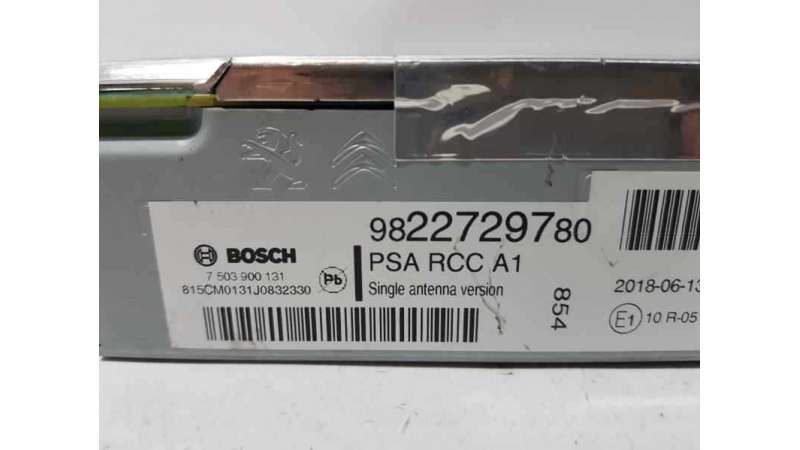 9822729780
BOSCH
PSA RCC A1
7 503 900 131
815CM0131J0832330
Pb
Single antenna version
854
2018-06-13
E1
10 R-05